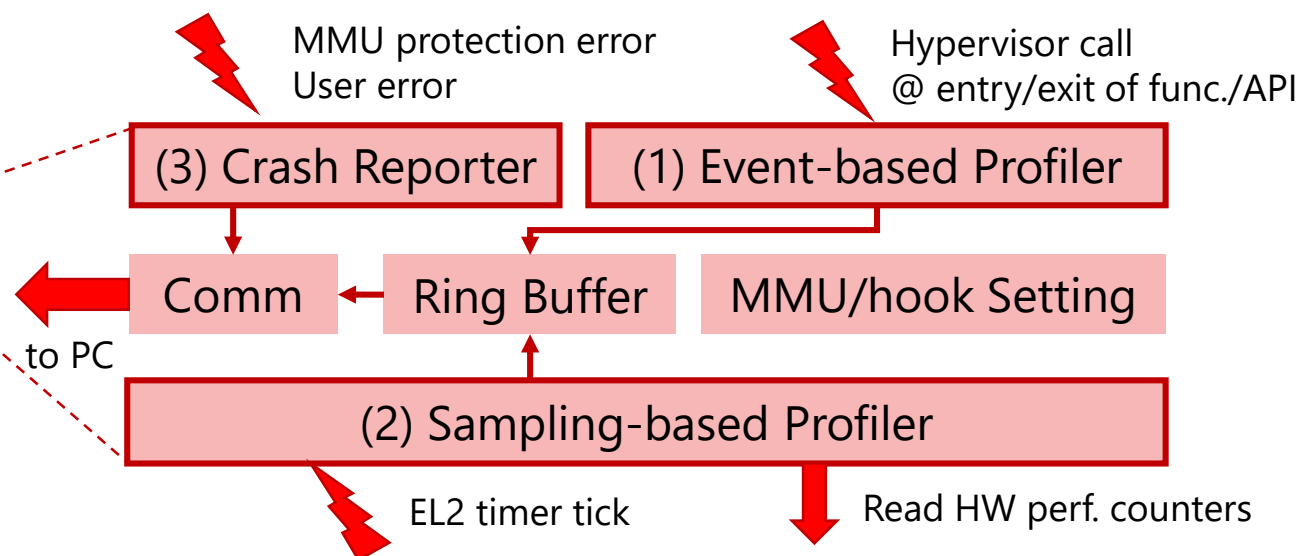 MMU protection error
User error
Hypervisor call
@ entry/exit of func./API
(3) Crash Reporter
(1) Event-based Profiler
Comm
Ring Buffer
MMU/hook Setting
to PC
(2) Sampling-based Profiler
EL2 timer tick
Read HW perf. counters